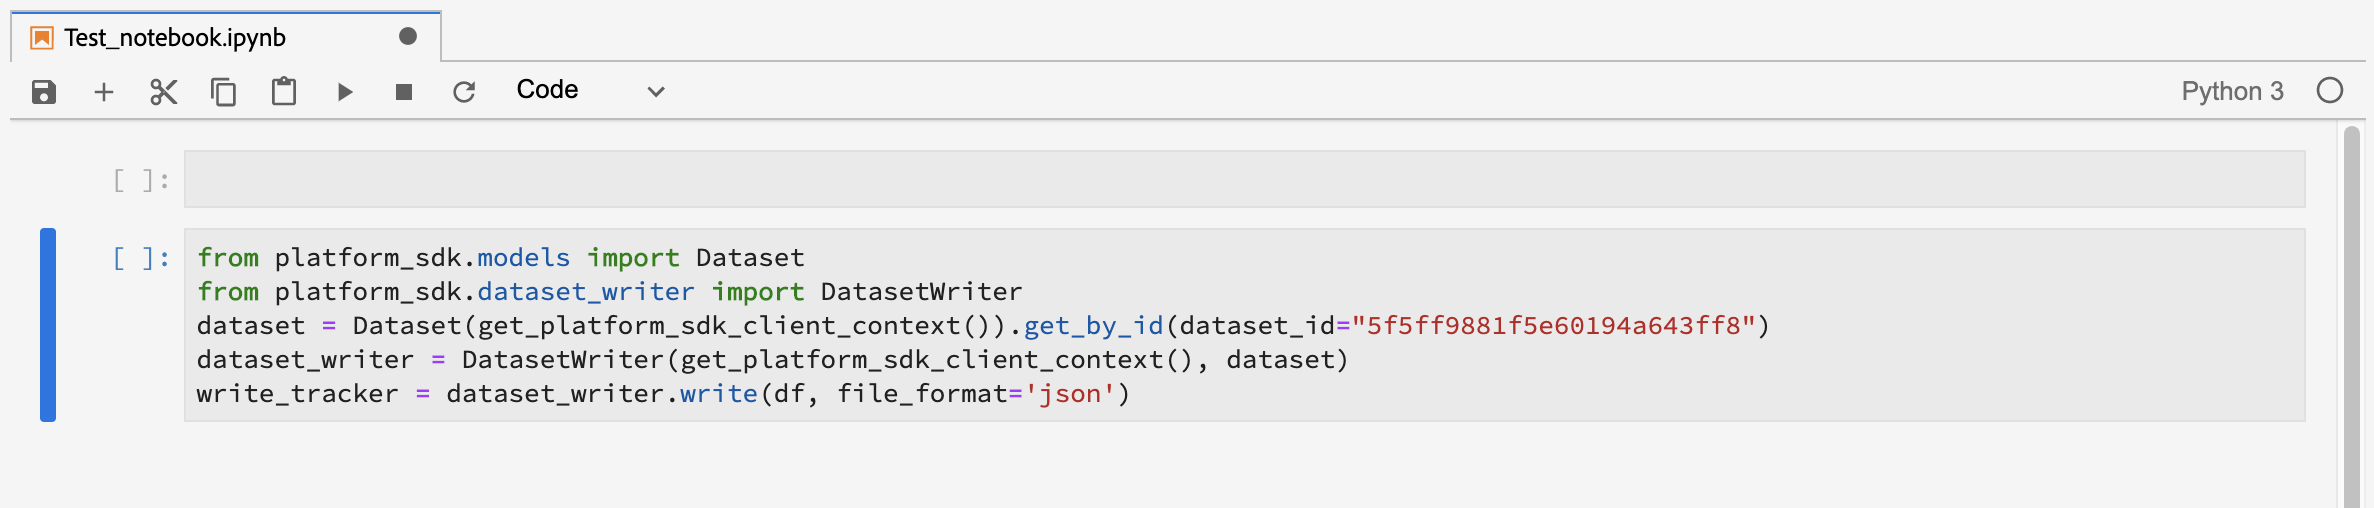 Test_notebook.ipynb
Code
Python 3
[ ]:
[ ]:
from platform_sdk.models import Dataset
from platform_sdk.dataset_writer import DatasetWriter
dataset = Dataset(get_platform_sdk_client_context()).get_by_id(dataset_id="5f5ff9881f5e60194a643ff8")
dataset_writer = DatasetWriter(get_platform_sdk_client_context(), dataset)
write_tracker = dataset_writer.write(df, file_format='json')